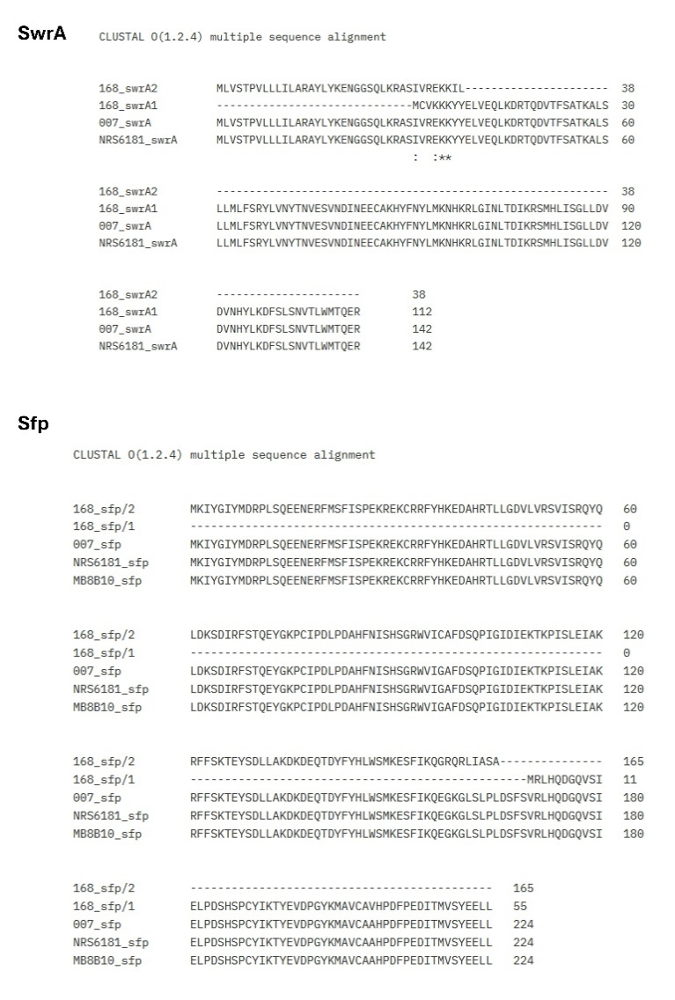 SwrA
CLUSTAL O(1.2.4) multiple sequence alignment
168_swrA2 MLVSTPVLLLILARAYLYKENGGSQLKRASIVREKKIL---------------------- 38
168_swrA1 ------------------------------MCVKKKYYELVEQLKDRTQDVTFSATKALS 30
007_swrA MLVSTPVLLLILARAYLYKENGGSQLKRASIVREKKYYELVEQLKDRTQDVTFSATKALS 60
NRS6181_swrA MLVSTPVLLLILARAYLYKENGGSQLKRASIVREKKYYELVEQLKDRTQDVTFSATKALS 60
: :**
168_swrA2 ------------------------------------------------------------ 38
168_swrA1 LLMLFSRYLVNYTNVESVNDINEECAKHYFNYLMKNHKRLGINLTDIKRSMHLISGLLDV 90
007_swrA LLMLFSRYLVNYTNVESVNDINEECAKHYFNYLMKNHKRLGINLTDIKRSMHLISGLLDV 120
NRS6181_swrA LLMLFSRYLVNYTNVESVNDINEECAKHYFNYLMKNHKRLGINLTDIKRSMHLISGLLDV 120
168_swrA2 ---------------------- 38
168_swrA1 DVNHYLKDFSLSNVTLWMTQER 112
007_swrA DVNHYLKDFSLSNVTLWMTQER 142
NRS6181_swrA DVNHYLKDFSLSNVTLWMTQER 142
Sfp
CLUSTAL O(1.2.4) multiple sequence alignment
168_sfp/2 MKIYGIYMDRPLSQEENERFMSFISPEKREKCRRFYHKEDAHRTLLGDVLVRSVISRQYQ 60
168_sfp/1 ------------------------------------------------------------ 0
007_sfp MKIYGIYMDRPLSQEENERFMSFISPEKREKCRRFYHKEDAHRTLLGDVLVRSVISRQYQ 60
NRS6181_sfp MKIYGIYMDRPLSQEENERFMSFISPEKREKCRRFYHKEDAHRTLLGDVLVRSVISRQYQ 60
MB8B10_sfp MKIYGIYMDRPLSQEENERFMSFISPEKREKCRRFYHKEDAHRTLLGDVLVRSVISRQYQ 60
168_sfp/2 LDKSDIRFSTQEYGKPCIPDLPDAHFNISHSGRWVICAFDSQPIGIDIEKTKPISLEIAK 120
168_sfp/1 ------------------------------------------------------------ 0
007_sfp LDKSDIRFSTQEYGKPCIPDLPDAHFNISHSGRWVIGAFDSQPIGIDIEKTKPISLEIAK 120
NRS6181_sfp LDKSDIRFSTQEYGKPCIPDLPDAHFNISHSGRWVIGAFDSQPIGIDIEKTKPISLEIAK 120
MB8B10_sfp LDKSDIRFSTQEYGKPCIPDLPDAHFNISHSGRWVIGAFDSQPIGIDIEKTKPISLEIAK 120
168_sfp/2 RFFSKTEYSDLLAKDKDEQTDYFYHLWSMKESFIKQGRQRLIASA--------------- 165
168_sfp/1 -------------------------------------------------MRLHQDGQVSI 11
007_sfp RFFSKTEYSDLLAKDKDEQTDYFYHLWSMKESFIKQEGKGLSLPLDSFSVRLHQDGQVSI 180
NRS6181_sfp RFFSKTEYSDLLAKDKDEQTDYFYHLWSMKESFIKQEGKGLSLPLDSFSVRLHQDGQVSI 180
MB8B10_sfp RFFSKTEYSDLLAKDKDEQTDYFYHLWSMKESFIKQEGKGLSLPLDSFSVRLHQDGQVSI 180
168_sfp/2 -------------------------------------------- 165
168_sfp/1 ELPDSHSPCYIKTYEVDPGYKMAVCAVHPDFPEDITMVSYEELL 55
007_sfp ELPDSHSPCYIKTYEVDPGYKMAVCAAHPDFPEDITMVSYEELL 224
NRS6181_sfp ELPDSHSPCYIKTYEVDPGYKMAVCAAHPDFPEDITMVSYEELL 224
MB8B10_sfp ELPDSHSPCYIKTYEVDPGYKMAVCAAHPDFPEDITMVSYEELL 224